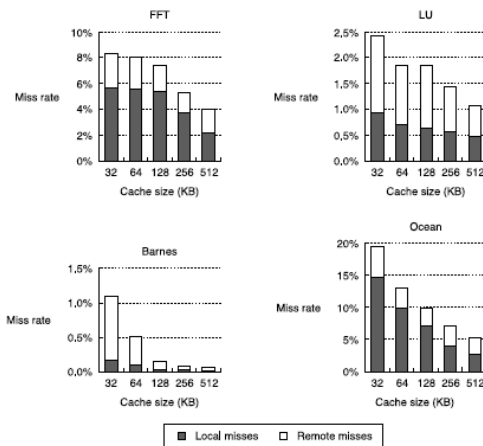 FFT
10%
8%
6%
4%
2%
0%
Miss rate
32 64 128 256 512
Cache size (KB)
LU
2,5%
2.0%
1.5%
1.0%
0,5%
0.0%
Miss rate
32 64 128 256 512
Cache size (KB)
Barnes
1,5%
1.0%
0.5%
0%
Miss rate
32 64 128 256 512
Cache size (KB)
Ocean
20%
15%
10%
5%
0%
Miss rate
32 64 128 256 512
Cache size (KB)
Local misses Remote misses